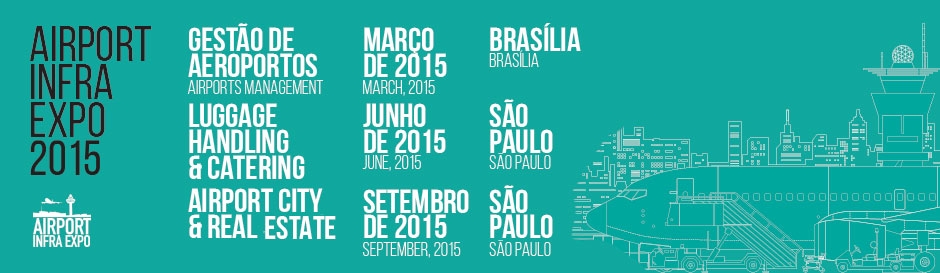 AIRPORT
INFRA
EXPO
2015
AIRPORT
INFRA EXPO
GESTÃO DE
AEROPORTOS
AIRPORTS MANAGEMENT
MARÇO
DE 2015
MARCH, 2015
BRASÍLIA
BRASÍLIA
LUGGAGE
HANDLING
& CATERING
JUNHO
DE 2015
JUNE, 2015
SÃO
PAULO
SÃO PAULO
AIRPORT CITY
& REAL ESTATE
SETEMBRO
DE 2015
SEPTEMBER, 2015
SÃO
PAULO
SÃO PAULO